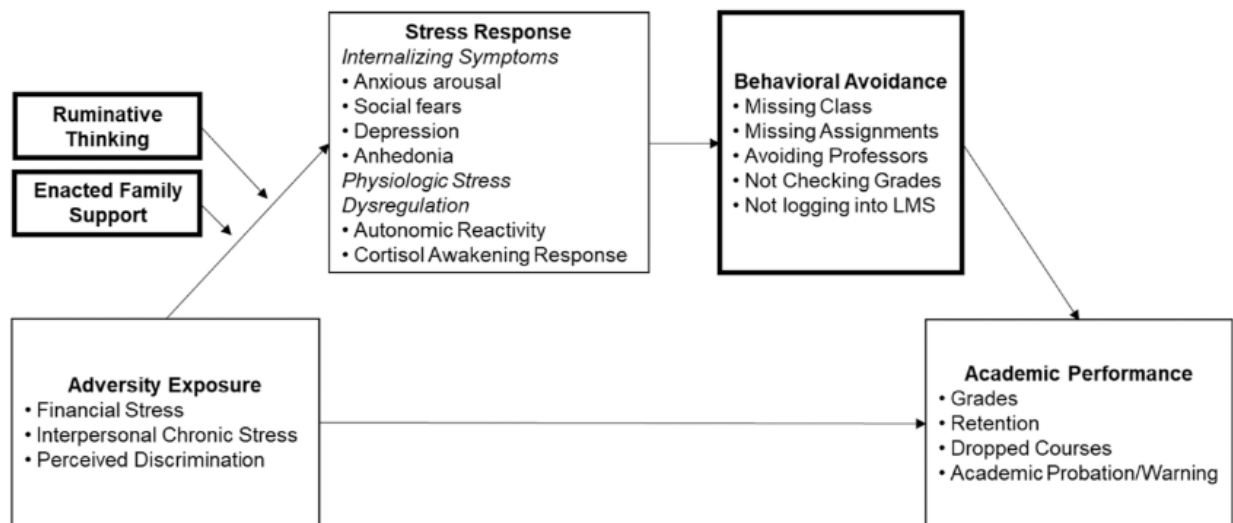 Ruminative
Thinking
Enacted Family
Support
Stress Response
Internalizing Symptoms
• Anxious arousal
• Social fears
• Depression
• Anhedonia
Physiologic Stress
Dysregulation
• Autonomic Reactivity
• Cortisol Awakening Response
Behavioral Avoidance
• Missing Class
• Missing Assignments
• Avoiding Professors
• Not Checking Grades
• Not logging into LMS
Adversity Exposure
• Financial Stress
• Interpersonal Chronic Stress
• Perceived Discrimination
Academic Performance
• Grades
• Retention
• Dropped Courses
• Academic Probation/Warning